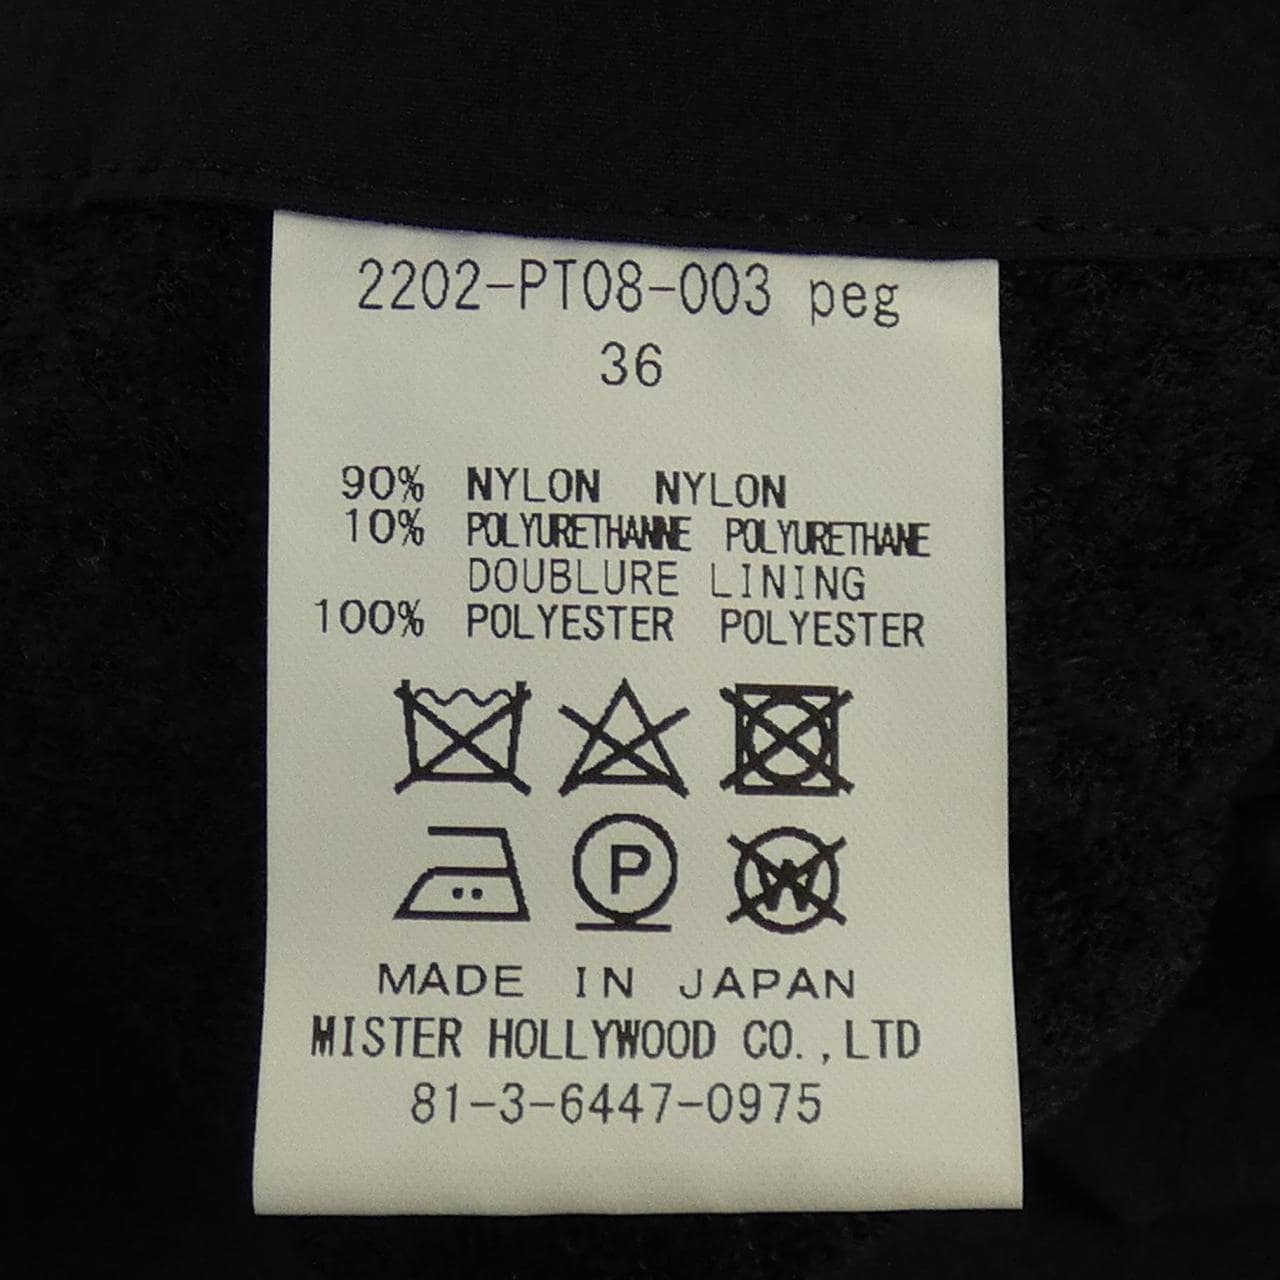 2202-PT08-003 peg
36
90% NYLON NYLON
10% POLYURETHANNE POLYURETHANE
DOUBLURE LINING
100% POLYESTER POLYESTER
P W
MADE IN JAPAN
MISTER HOLLYWOOD CO.,LTD
81-3-6447-0975